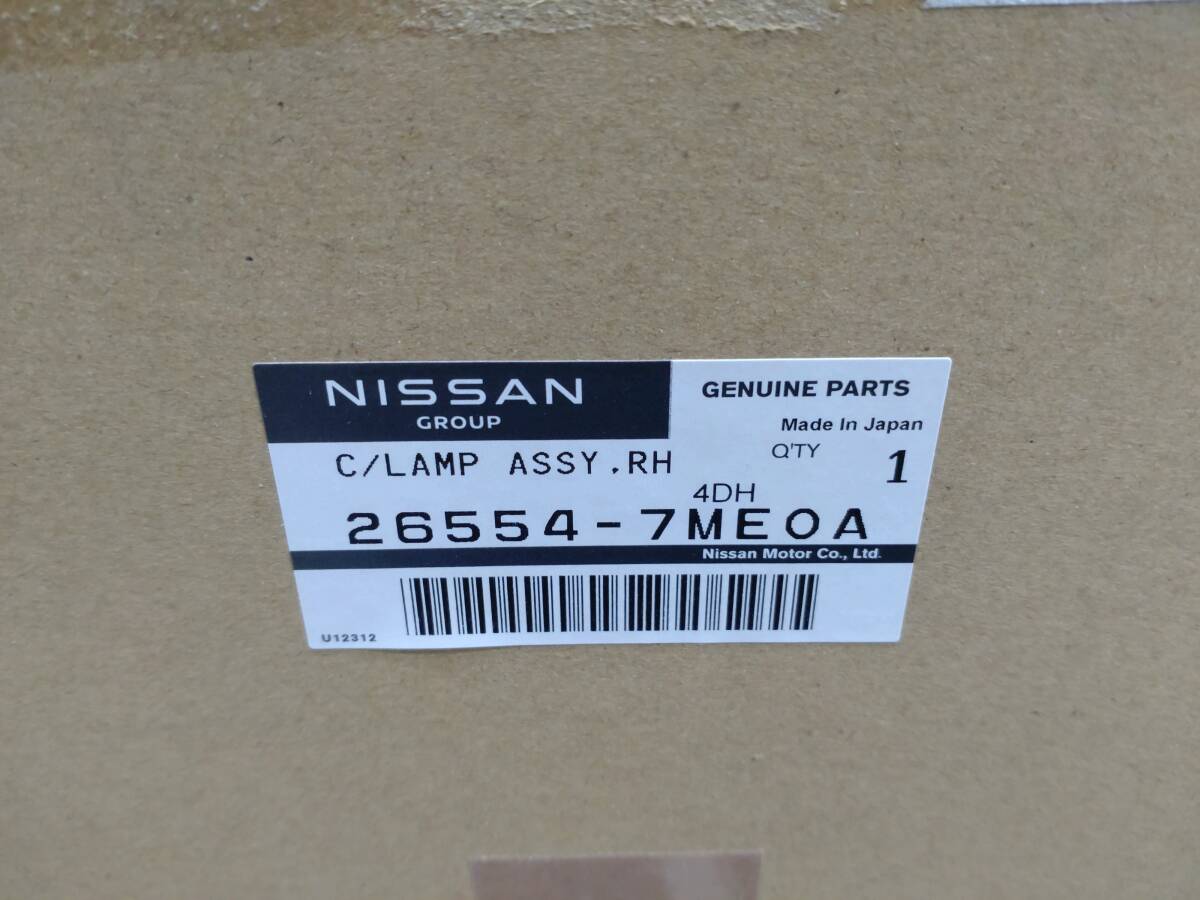 NISSAN
GROUP
GENUINE PARTS
Made In Japan
C/LAMP ASSY,RH
Q'TY 1
4DH
26554-7ME0A
Nissan Motor Co., Ltd.
U12312